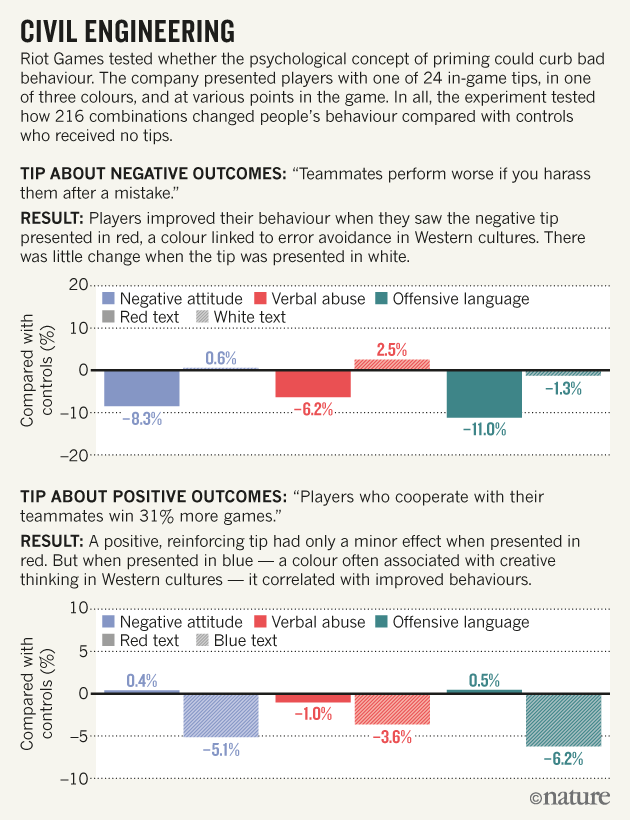 CIVIL ENGINEERING
Riot Games tested whether the psychological concept of priming could curb bad
behaviour. The company presented players with one of 24 in-game tips, in one
of three colours, and at various points in the game. In all, the experiment tested
how 216 combinations changed people’s behaviour compared with controls
who received no tips.
TIP ABOUT NEGATIVE OUTCOMES: “Teammates perform worse if you harass
them after a mistake.”
RESULT: Players improved their behaviour when they saw the negative tip
presented in red, a colour linked to error avoidance in Western cultures. There
was little change when the tip was presented in white.
Compared with
controls (%)
20
10
0
−10
−20
Negative attitude Verbal abuse Offensive language
Red text White text
−8.3%
0.6%
−6.2%
2.5%
−11.0%
−1.3%
TIP ABOUT POSITIVE OUTCOMES: “Players who cooperate with their
teammates win 31% more games.”
RESULT: A positive, reinforcing tip had only a minor effect when presented in
red. But when presented in blue — a colour often associated with creative
thinking in Western cultures — it correlated with improved behaviours.
Compared with
controls (%)
10
5
0
−5
−10
Negative attitude Verbal abuse Offensive language
Red text Blue text
0.4%
−5.1%
−1.0%
−3.6%
0.5%
−6.2%
©nature